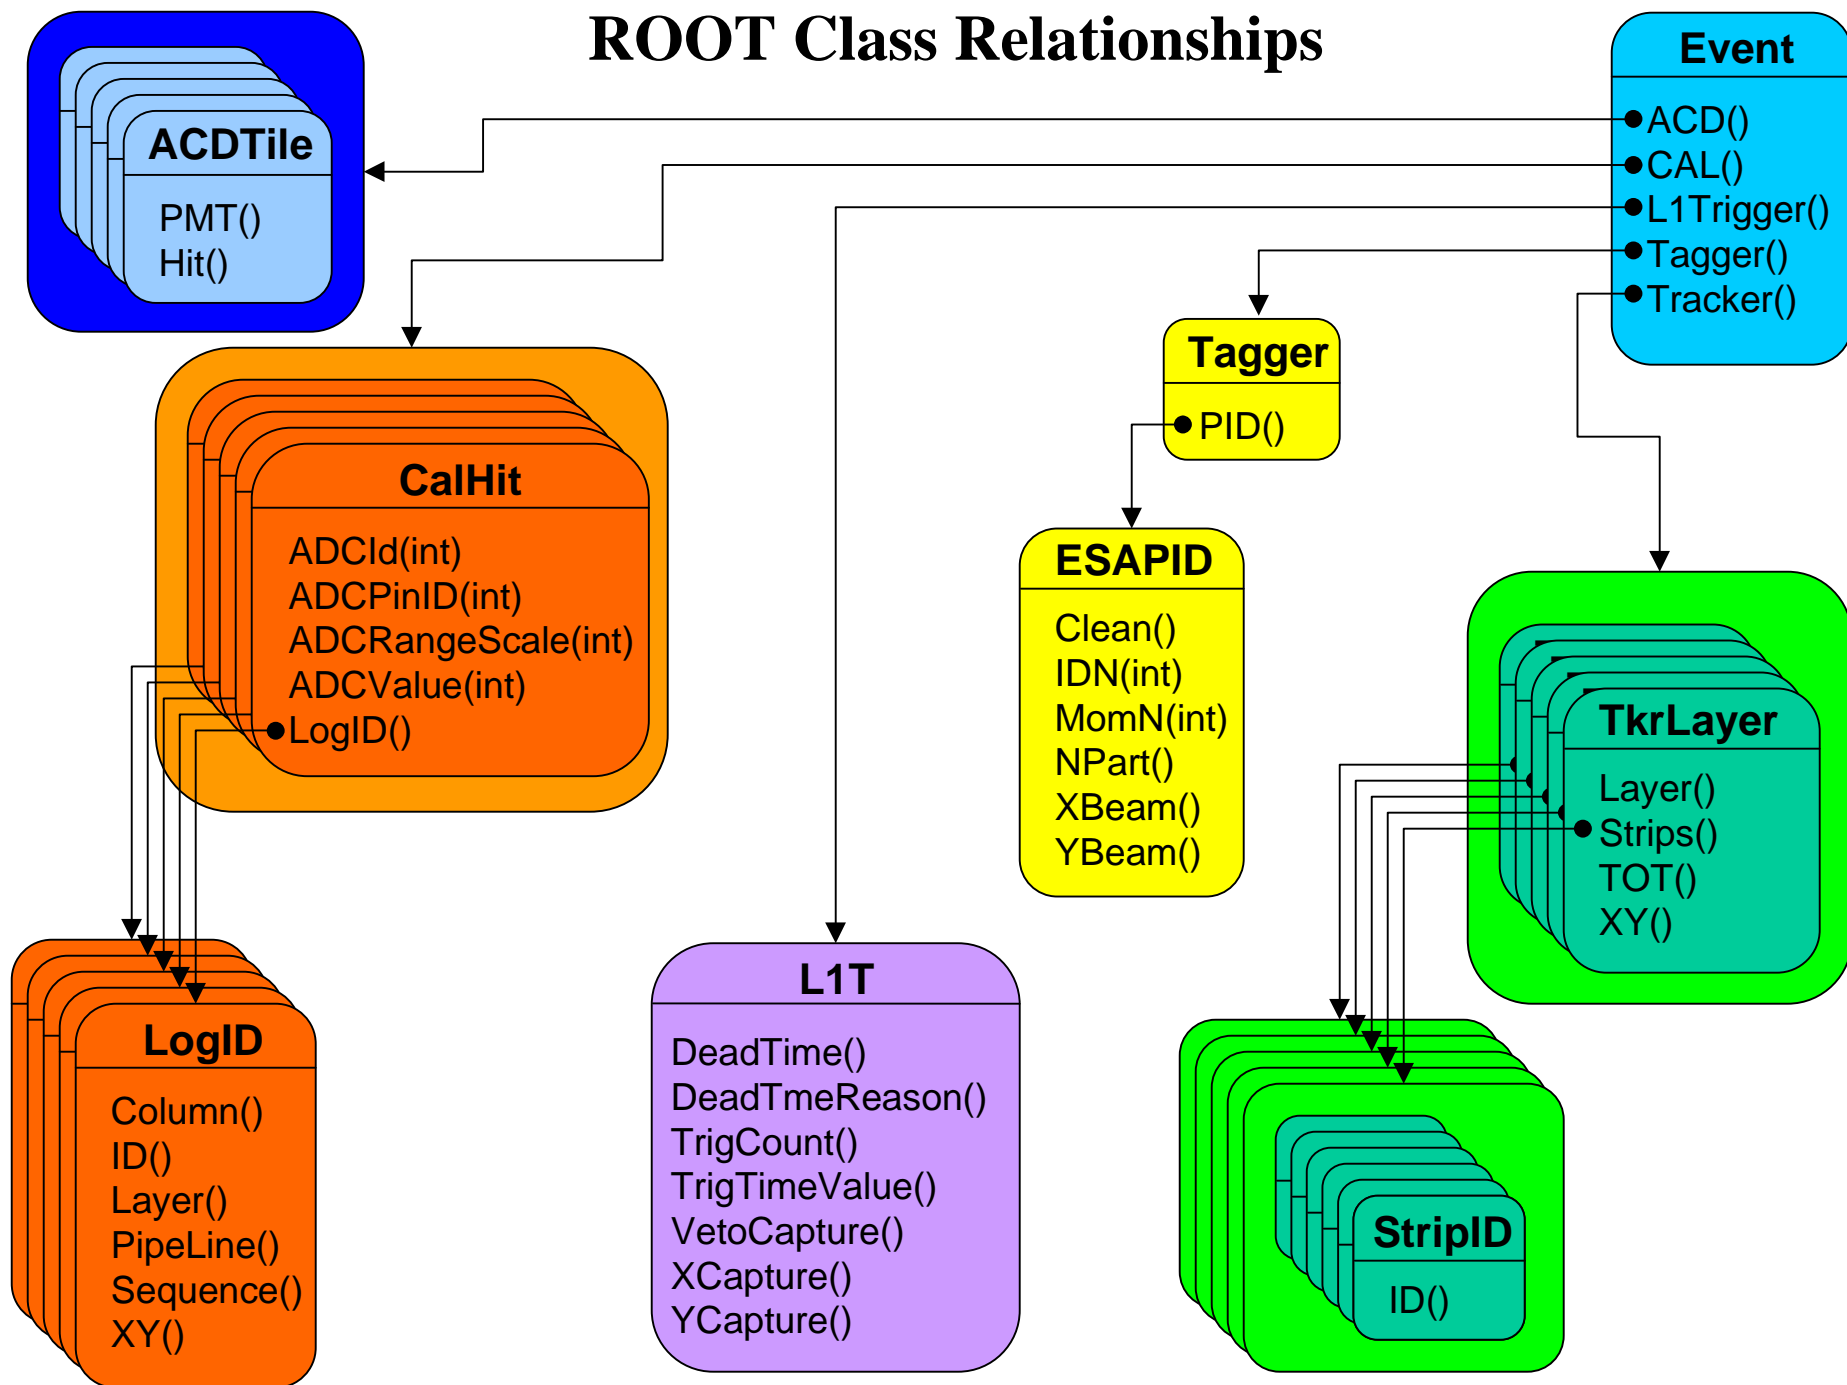 ROOT Class Relationships
Event
ACD()
CAL()
L1Trigger()
Tagger()
Tracker()
ACDTile
PMT()
Hit()
Tagger
PID()
CalHit
ADCId(int)
ADCPinID(int)
ADCRangeScale(int)
ADCValue(int)
LogID()
ESAPID
Clean()
IDN(int)
MomN(int)
NPart()
XBeam()
YBeam()
TkrLayer
Layer()
Strips()
TOT()
XY()
LogID
Column()
ID()
Layer()
PipeLine()
Sequence()
XY()
L1T
DeadTime()
DeadTmeReason()
TrigCount()
TrigTimeValue()
VetoCapture()
XCapture()
YCapture()
StripID
ID()